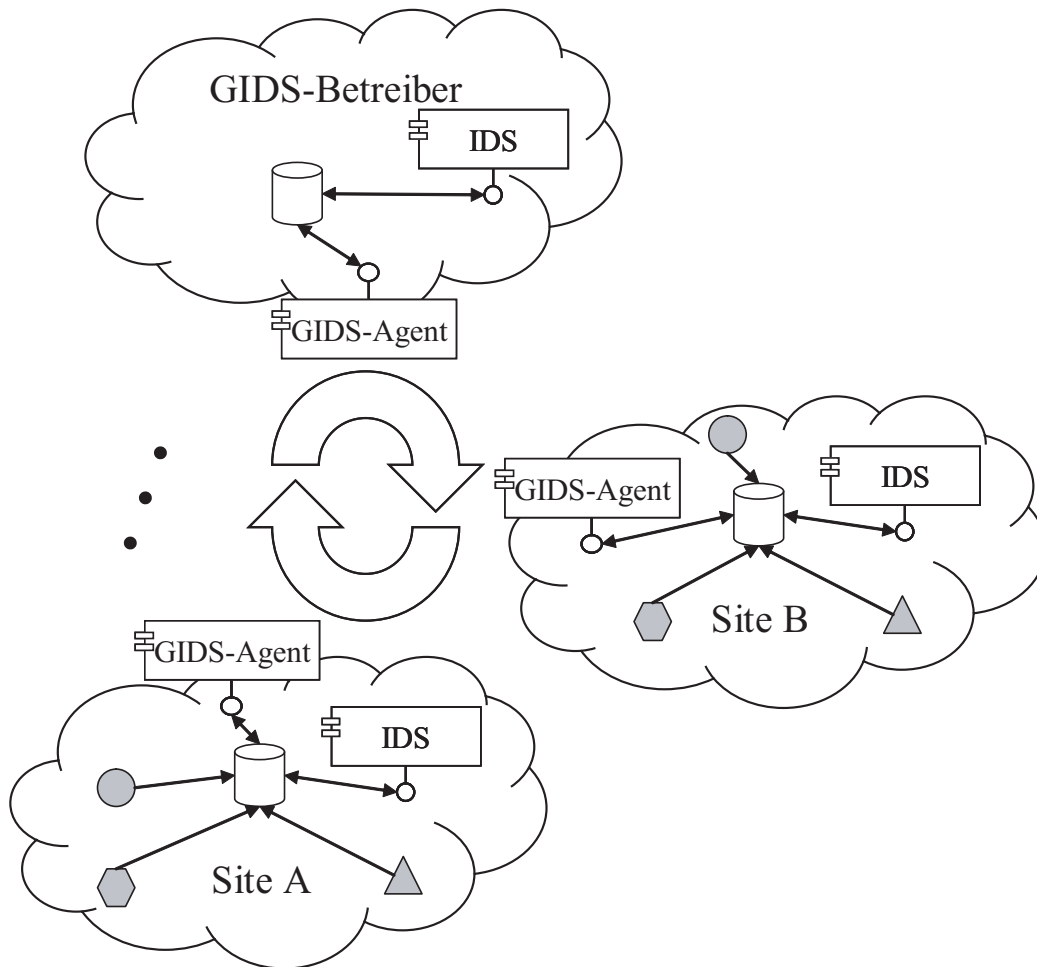 GIDS-Betreiber
IDS
GIDS-Agent
GIDS-Agent
IDS
Site B
GIDS-Agent
IDS
Site A